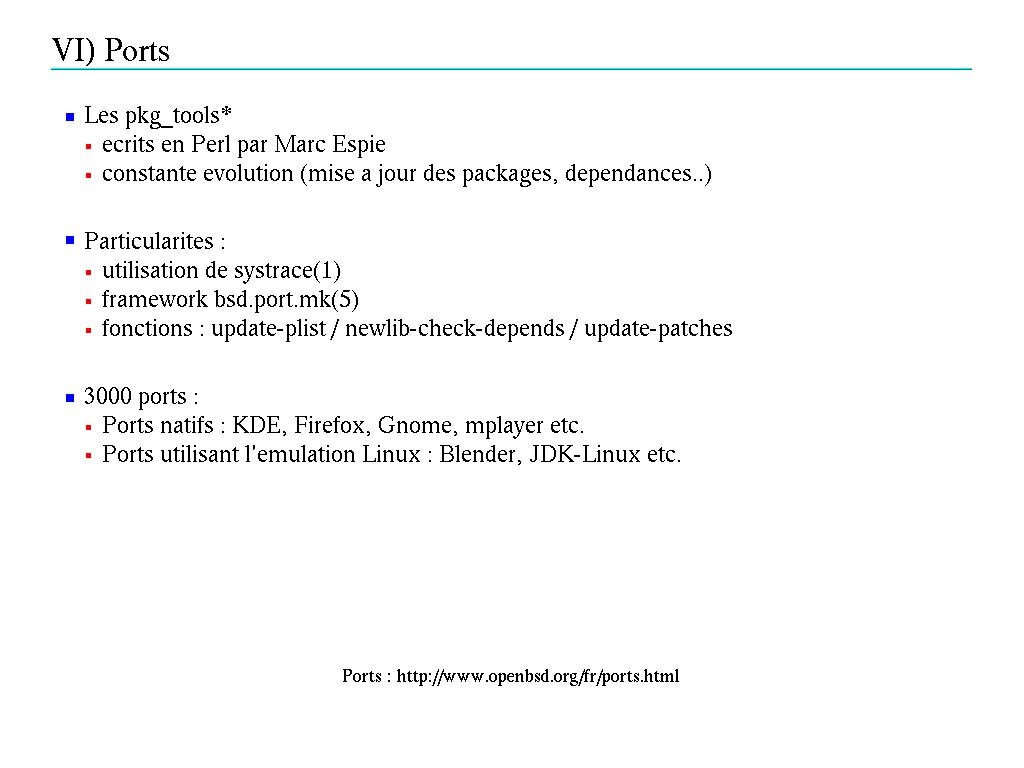 VI) Ports
Les pkg_tools*
ecrits en Perl par Marc Espie
constante evolution (mise a jour des packages, dependances..)
Particularites :
utilisation de systrace(1)
framework bsd.port.mk(5)
fonctions : update-plist / newlib-check-depends / update-patches
3000 ports :
Ports natifs : KDE, Firefox, Gnome, mplayer etc.
Ports utilisant l'emulation Linux : Blender, JDK-Linux etc.
Ports : http://www.openbsd.org/fr/ports.html